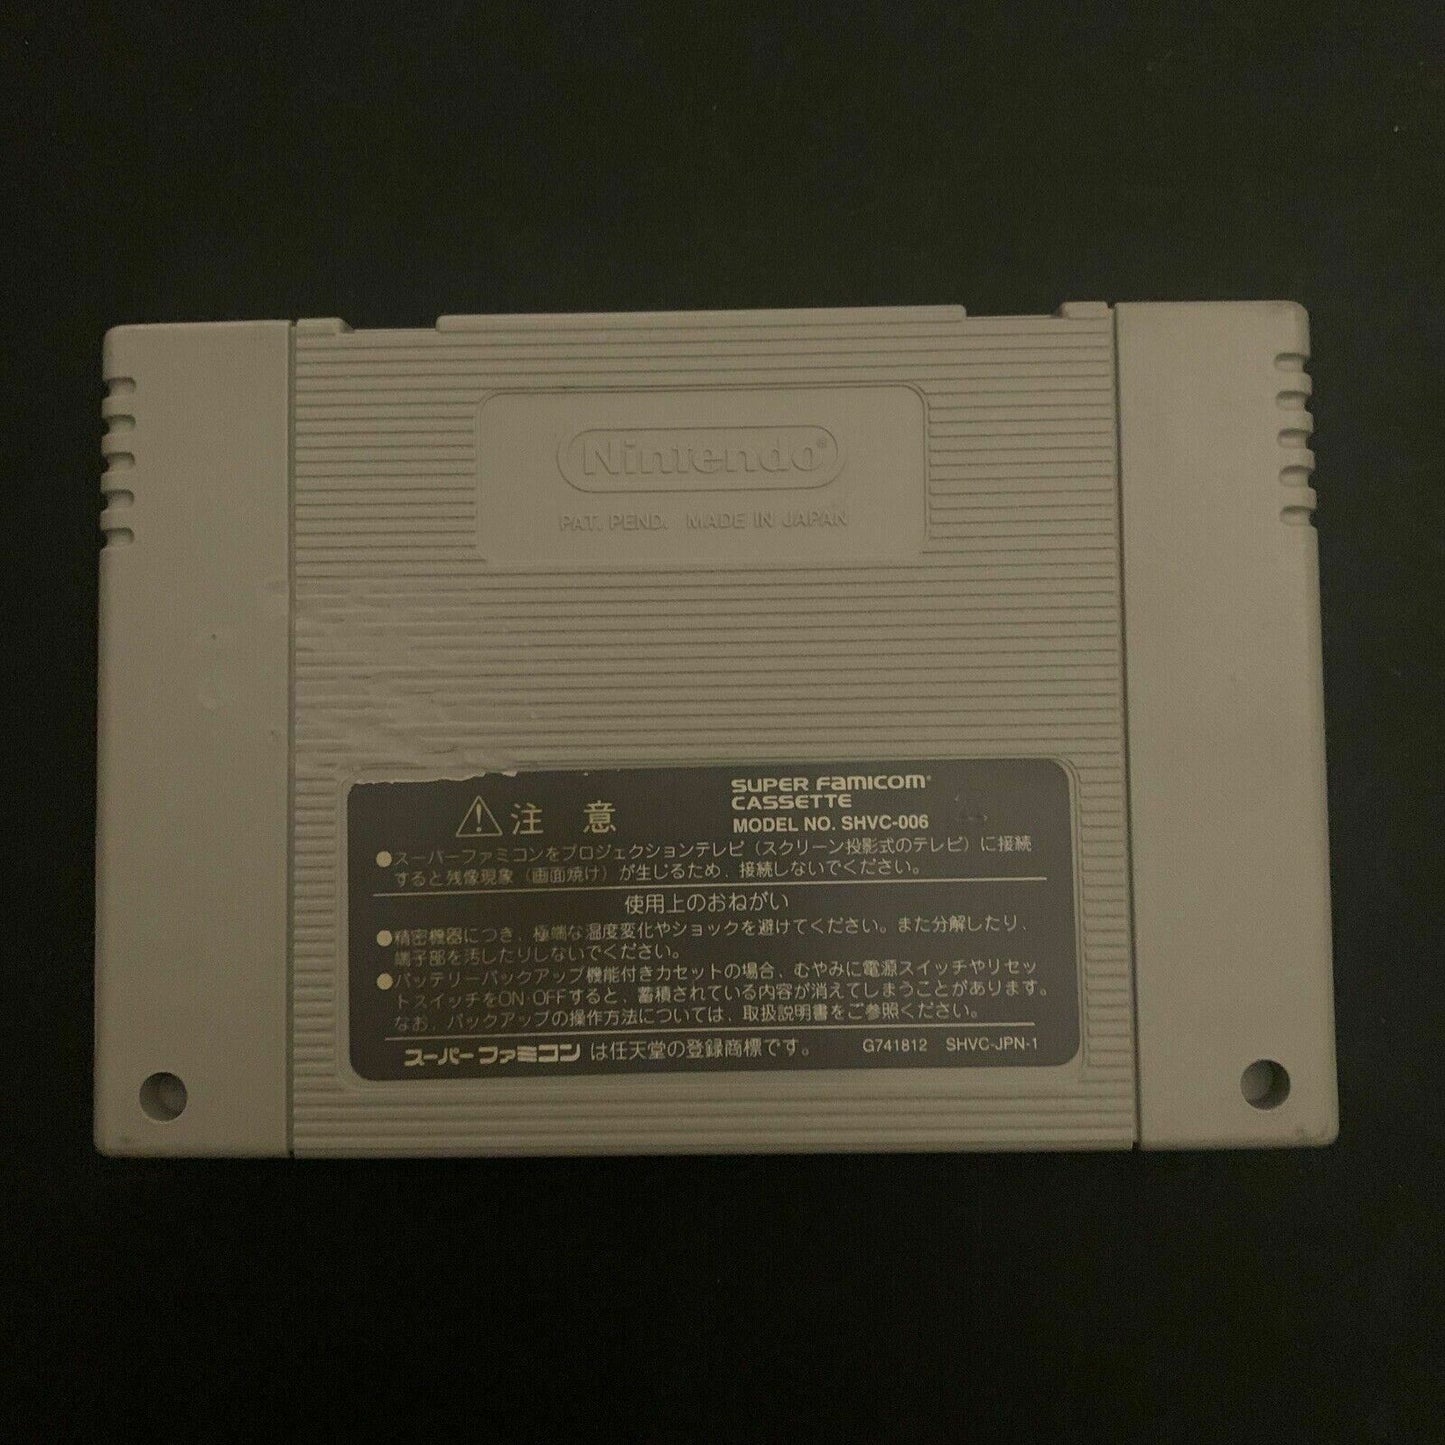 Nintendo®
PAT. PEND. MADE IN JAPAN
SUPER FAMICOM®
CASSETTE
注 意
MODEL NO. SHVC-006
●スーパーファミコンをプロジェクションテレビ（スクリーン投影式のテレビ）に接続
すると残像現象（画面焼け）が生じるため、接続しないでください。
使用上のおねがい
●精密機器につき、極端な温度変化やショックを避けてください。また分解したり、
端子部を汚したりしないでください。
●バッテリーバックアップ機能付きカセットの場合、むやみに電源スイッチやリセッ
トスイッチをON·OFFすると、蓄積されている内容が消えてしまうことがあります。
なお、バックアップの操作方法については、取扱説明書をご参照ください。
スーパーファミコン は任天堂の登録商標です。 G741812 SHVC-JPN-1